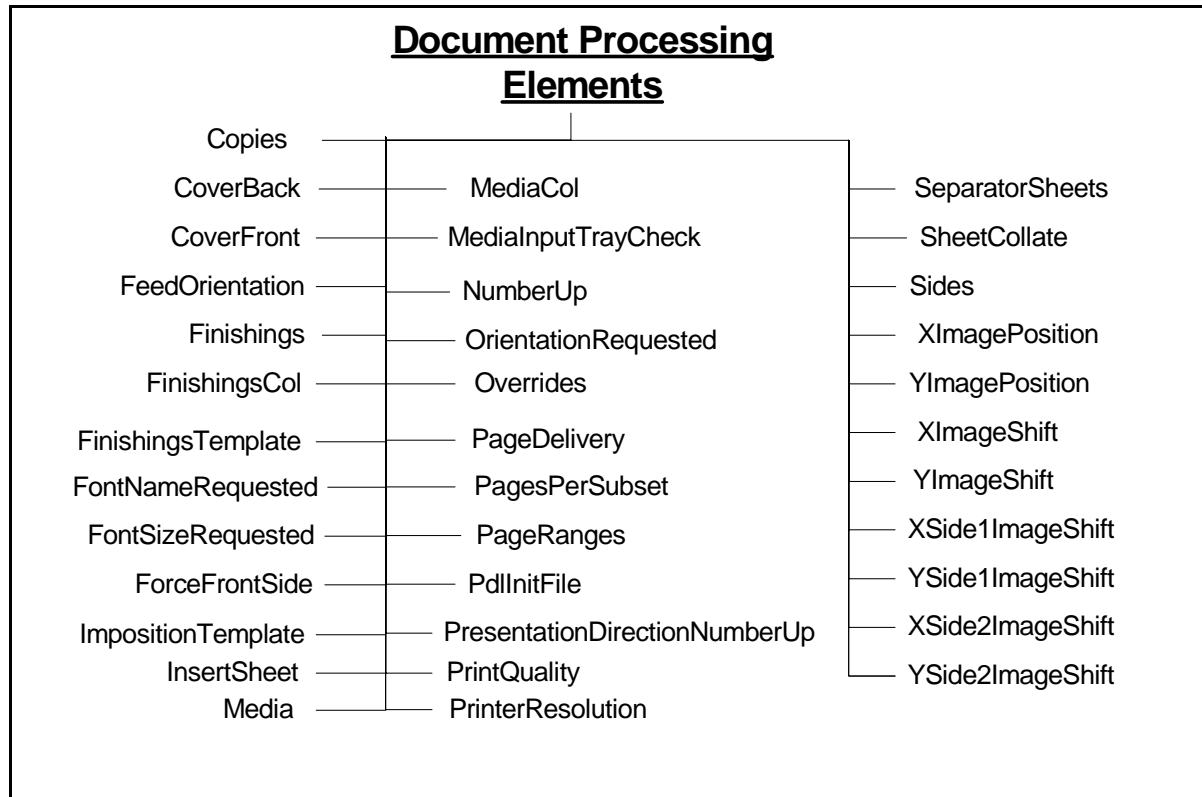 Document Processing
Elements
Copies
CoverBack
CoverFront
FeedOrientation
Finishings
FinishingsCol
FinishingsTemplate
FontNameRequested
FontSizeRequested
ForceFrontSide
ImpositionTemplate
InsertSheet
Media
MediaCol
MediaInputTrayCheck
NumberUp
OrientationRequested
Overrides
PageDelivery
PagesPerSubset
PageRanges
PdlInitFile
PresentationDirectionNumberUp
PrintQuality
PrinterResolution
SeparatorSheets
SheetCollate
Sides
XImagePosition
YImagePosition
XImageShift
YImageShift
XSide1ImageShift
YSide1ImageShift
XSide2ImageShift
YSide2ImageShift